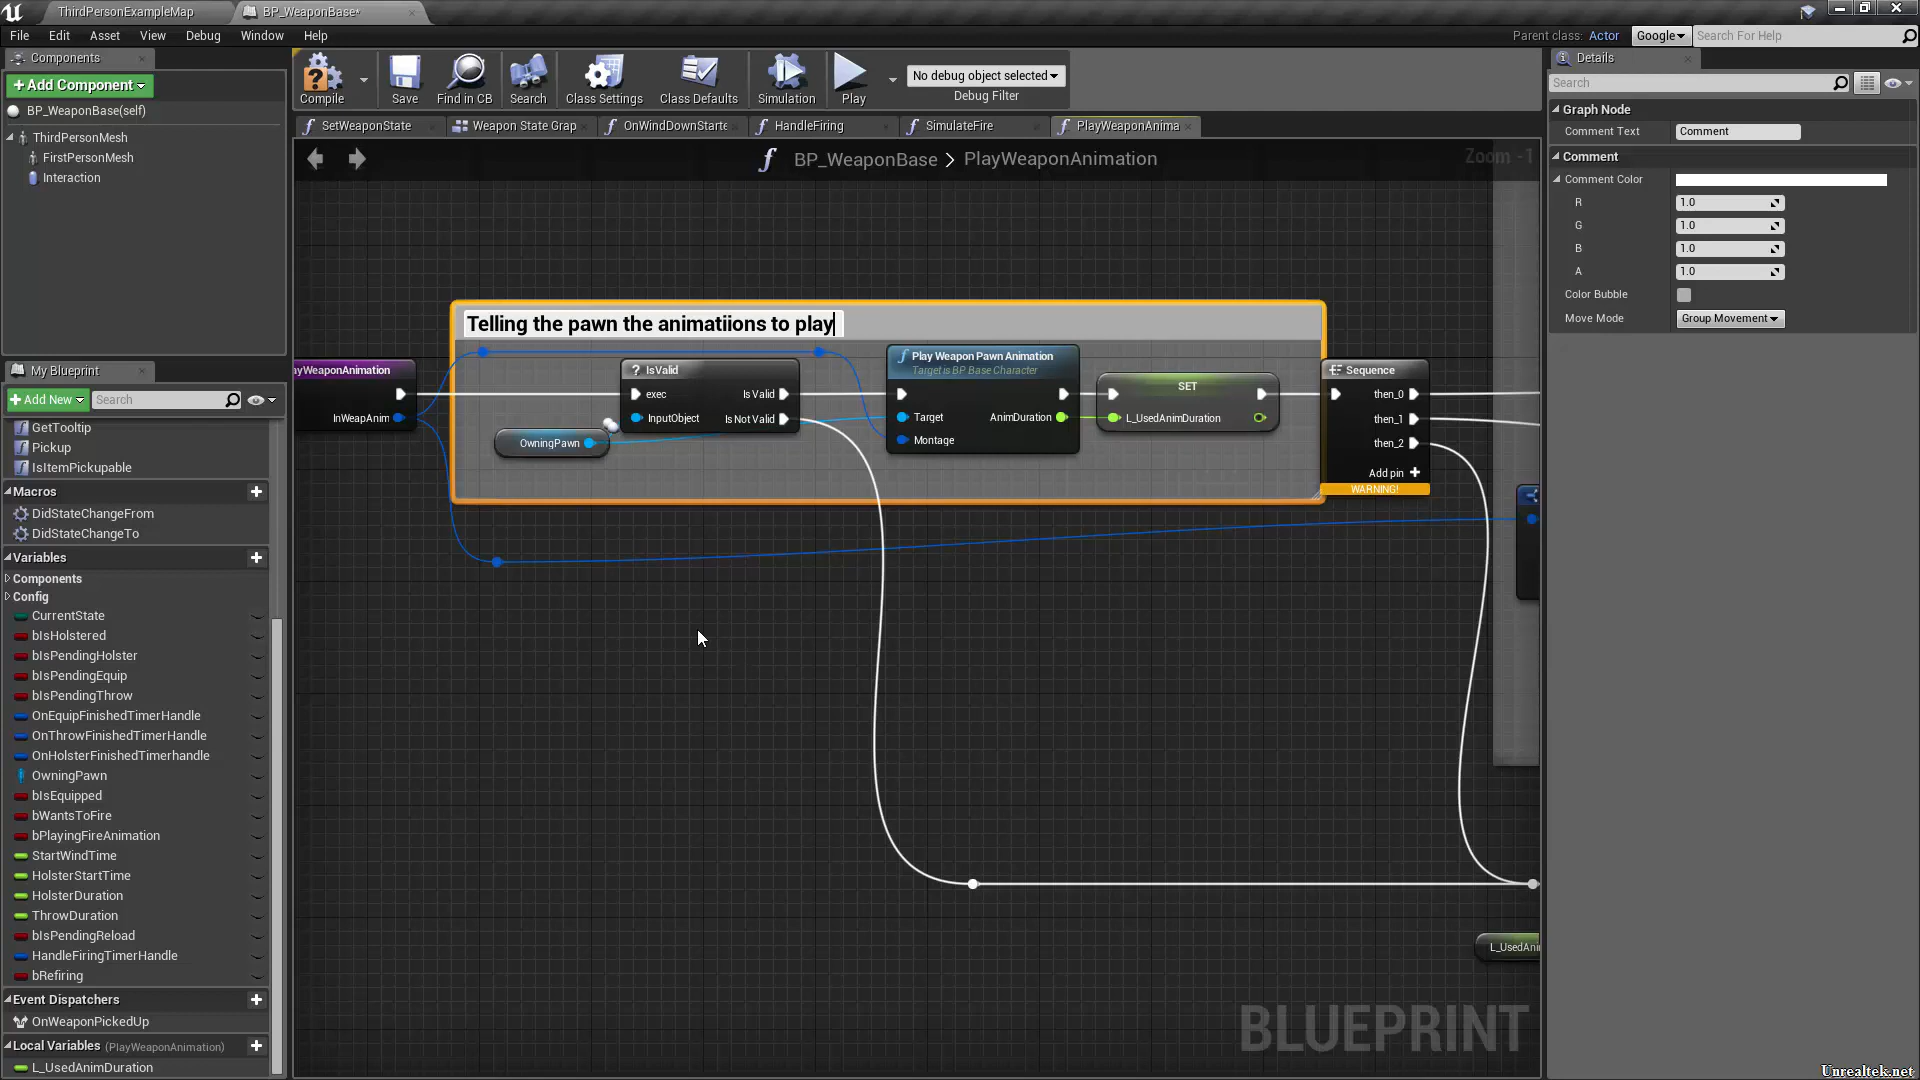 ThirdPersonExampleMap
BP_WeaponBase*
File Edit Asset View Debug Window Help
Parent class: Actor
Google
Search For Help
Components
Add Component
BP_WeaponBase(self)
ThirdPersonMesh
FirstPersonMesh
Interaction
Compile
Save
Find in CB
Search
Class Settings
Class Defaults
Simulation
Play
No debug object selected
Debug Filter
SetWeaponState
Weapon State Grap
OnWindDownStarte
HandleFiring
SimulateFire
PlayWeaponAnima
BP_WeaponBase > PlayWeaponAnimation
Zoom -1
Telling the pawn the animatiions to play
ayWeaponAnimation
InWeapAnim
IsValid
exec
Is Valid
InputObject
Is Not Valid
OwningPawn
Play Weapon Pawn Animation
Target is BP Base Character
Target
AnimDuration
Montage
SET
L_UsedAnimDuration
Sequence
then_0
then_1
then_2
Add pin
WARNING!
L_UsedAni
BLUEPRINT
My Blueprint
Add New
Search
GetTooltip
Pickup
IsItemPickupable
Macros
DidStateChangeFrom
DidStateChangeTo
Variables
Components
Config
CurrentState
bIsHolstered
bIsPendingHolster
bIsPendingEquip
bIsPendingThrow
OnEquipFinishedTimerHandle
OnThrowFinishedTimerHandle
OnHolsterFinishedTimerhandle
OwningPawn
bIsEquipped
bWantsToFire
bPlayingFireAnimation
StartWindTime
HolsterStartTime
HolsterDuration
ThrowDuration
bIsPendingReload
HandleFiringTimerHandle
bRefiring
Event Dispatchers
OnWeaponPickedUp
Local Variables (PlayWeaponAnimation)
L_UsedAnimDuration
Details
Search
Graph Node
Comment Text
Comment
Comment
Comment Color
R 1.0
G 1.0
B 1.0
A 1.0
Color Bubble
Move Mode
Group Movement
Unrealtek.net